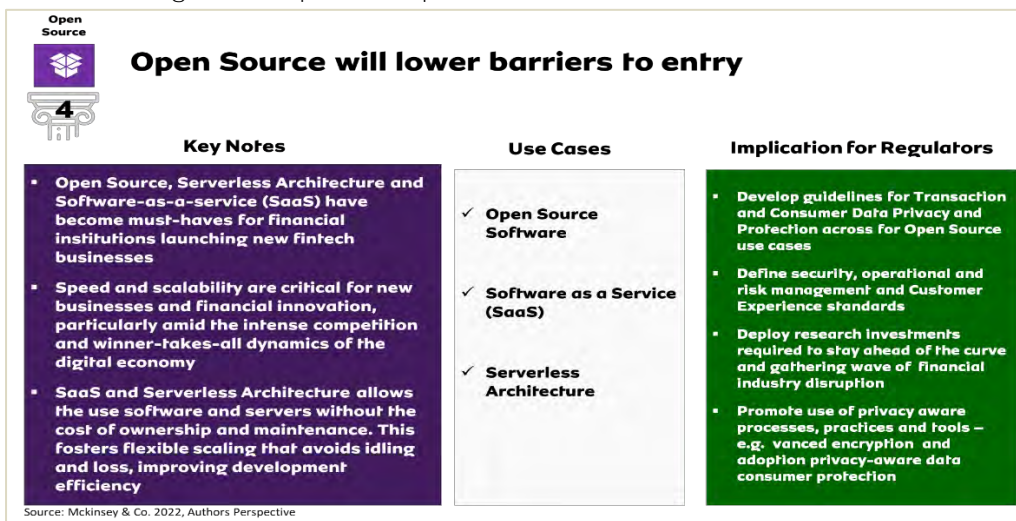 Open
Source
4
Open Source will lower barriers to entry
Key Notes
▪ Open Source, Serverless Architecture and
Software-as-a-service (SaaS) have
become must-haves for financial
institutions launching new fintech
businesses
▪ Speed and scalability are critical for new
businesses and financial innovation,
particularly amid the intense competition
and winner-takes-all dynamics of the
digital economy
▪ SaaS and Serverless Architecture allows
the use software and servers without the
cost of ownership and maintenance. This
fosters flexible scaling that avoids idling
and loss, improving development
efficiency
Use Cases
✓ Open Source
Software
✓ Software as a Service
(SaaS)
✓ Serverless
Architecture
Implication for Regulators
▪ Develop guidelines for Transaction
and Consumer Data Privacy and
Protection across for Open Source
use cases
▪ Define security, operational and
risk management and Customer
Experience standards
▪ Deploy research investments
required to stay ahead of the curve
and gathering wave of financial
industry disruption
▪ Promote use of privacy aware
processes, practices and tools –
e.g. vanced encryption and
adoption privacy-aware data
consumer protection
Source: Mckinsey & Co. 2022, Authors Perspective